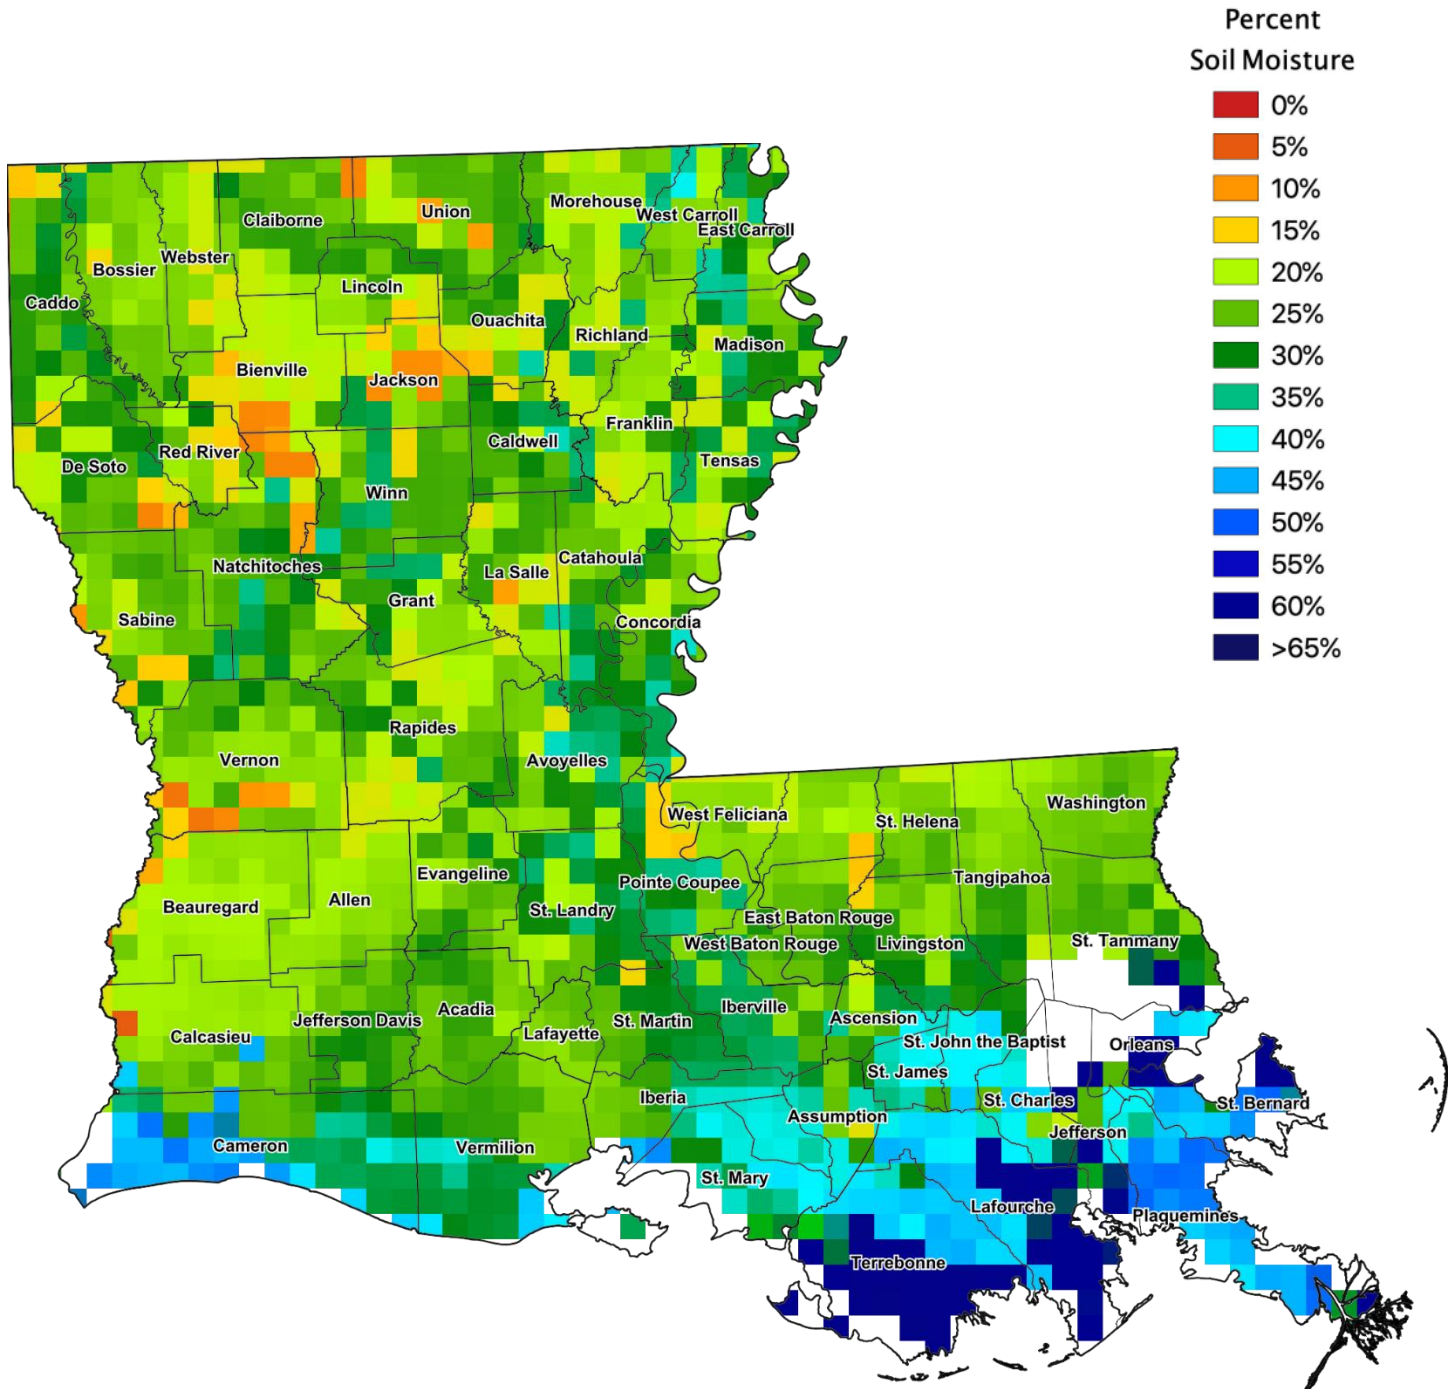 Percent
Soil Moisture
0%
5%
10%
15%
20%
25%
30%
35%
40%
45%
50%
55%
60%
>65%
Claiborne
Union
Morehouse
West Carroll
East Carroll
Webster
Bossier
Caddo
Lincoln
Ouachita
Richland
Madison
Bienville
Jackson
Franklin
Caldwell
Red River
De Soto
Tensas
Winn
Natchitoches
Catahoula
La Salle
Grant
Sabine
Concordia
Rapides
Vernon
Avoyelles
West Feliciana
St. Helena
Washington
Evangeline
Pointe Coupee
Tangipahoa
Beauregard
Allen
St. Landry
East Baton Rouge
West Baton Rouge
Livingston
St. Tammany
Acadia
Jefferson Davis
Calcasieu
Lafayette
St. Martin
Iberville
Ascension
St. John the Baptist
Orleans
St. James
Iberia
Assumption
St. Charles
St. Bernard
Jefferson
Cameron
Vermilion
St. Mary
Lafourche
Plaquemines
Terrebonne